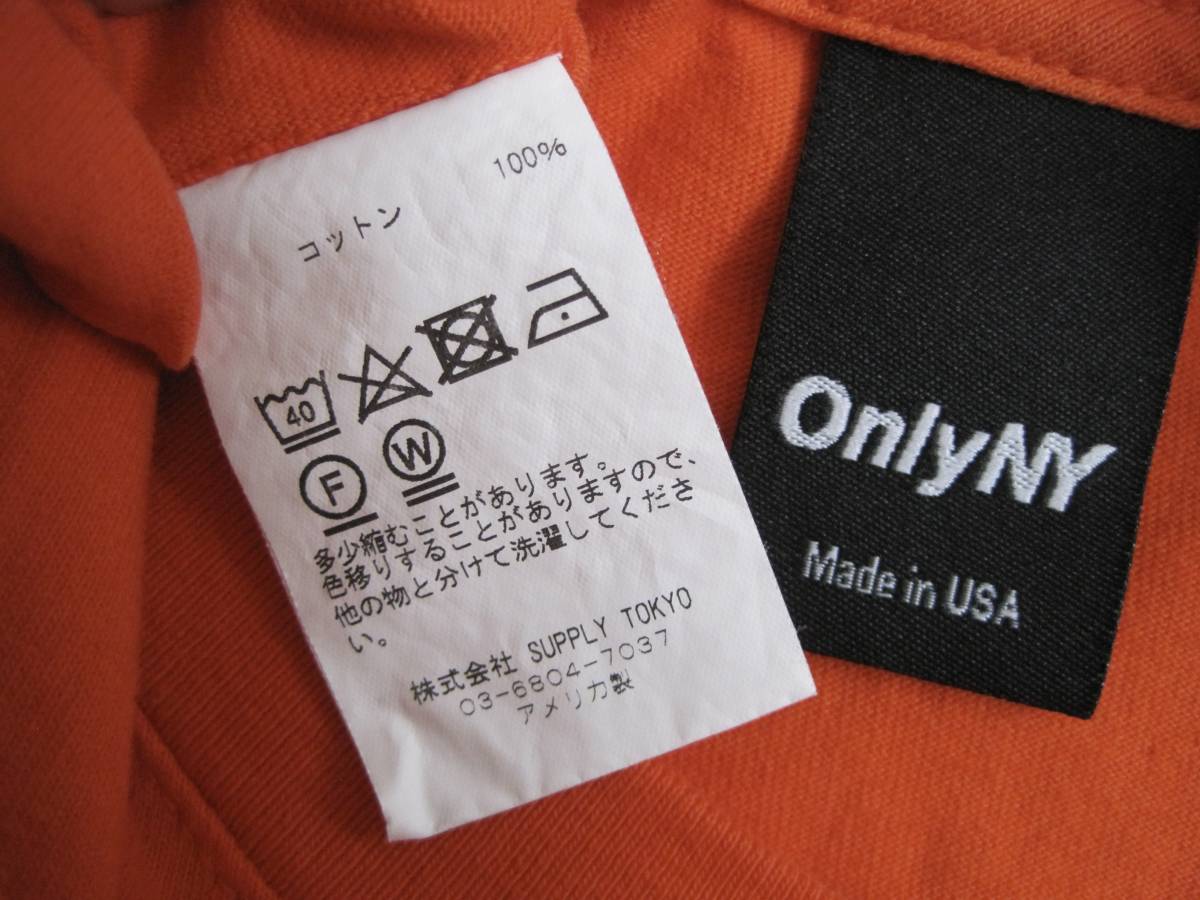 100%
コットン
40
F W
多少縮むことがあります。
色移りすることがありますので、
他の物と分けて洗濯してくださ
い。
株式会社 SUPPLY TOKYO
03-6804-7037
アメリカ製
OnlyNY
Made in USA